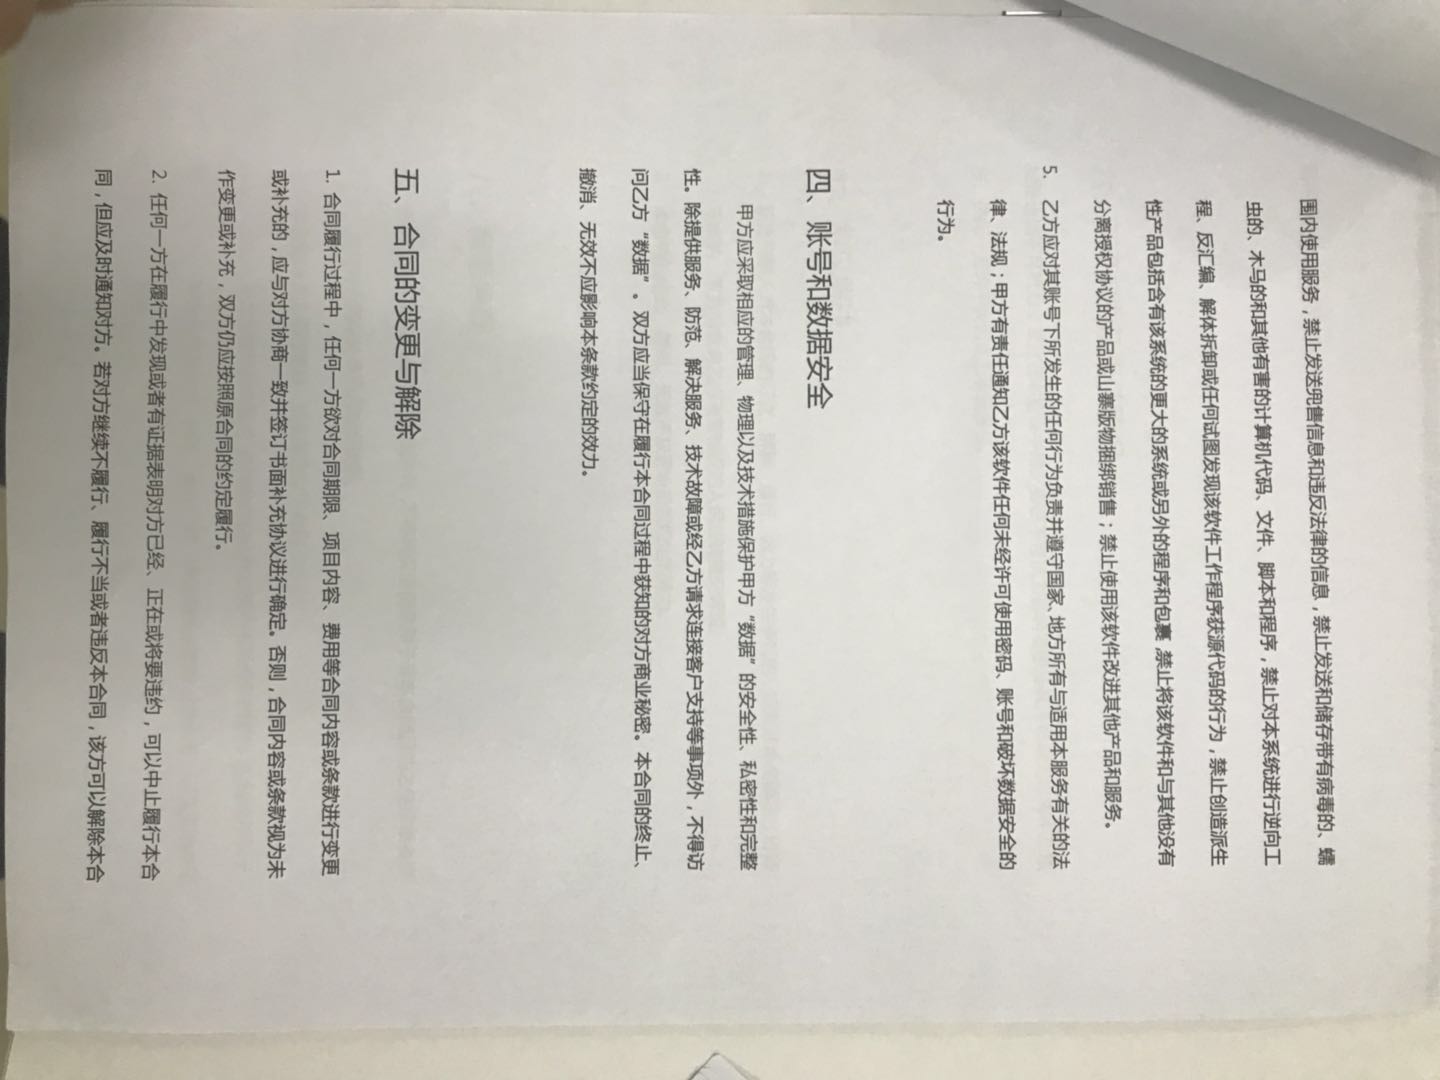 围内使用服务，禁止发送兜售信息和违反法律的信息，禁止发送和储存带有病毒的、蠕
虫的、木马的和其他有害的计算机代码、文件、脚本和程序，禁止对本系统进行逆向工
程、反汇编、解体拆卸或任何试图发现该软件工作程序获源代码的行为，禁止创造派生
性产品包括含有该系统的更大的系统或另外的程序和包裹,禁止将该软件和与其他没有
分离授权协议的产品或山寨版物捆绑销售；禁止使用该软件改进其他产品和服务。
5. 乙方应对其账号下所发生的任何行为负责并遵守国家、地方所有与适用本服务有关的法
律、法规；甲方有责任通知乙方该软件任何未经许可使用密码、账号和破坏数据安全的
行为。
四、账号和数据安全
甲方应采取相应的管理、物理以及技术措施保护甲方“数据”的安全性、私密性和完整
性。除提供服务、防范、解决服务、技术故障或经乙方请求连接客户支持等事项外，不得访
问乙方“数据”。双方应当保守在履行本合同过程中获知的对方商业秘密。本合同的终止、
撤消、无效不应影响本条款约定的效力。
五、合同的变更与解除
1. 合同履行过程中，任何一方欲对合同期限、项目内容、费用等合同内容或条款进行变更
或补充的，应与对方协商一致并签订书面补充协议进行确定。否则，合同内容或条款视为未
作变更或补充，双方仍应按照原合同的约定履行。
2. 任何一方在履行中发现或者有证据表明对方已经、正在或将要违约，可以中止履行本合
同，但应及时通知对方。若对方继续不履行、履行不当或者违反本合同，该方可以解除本合